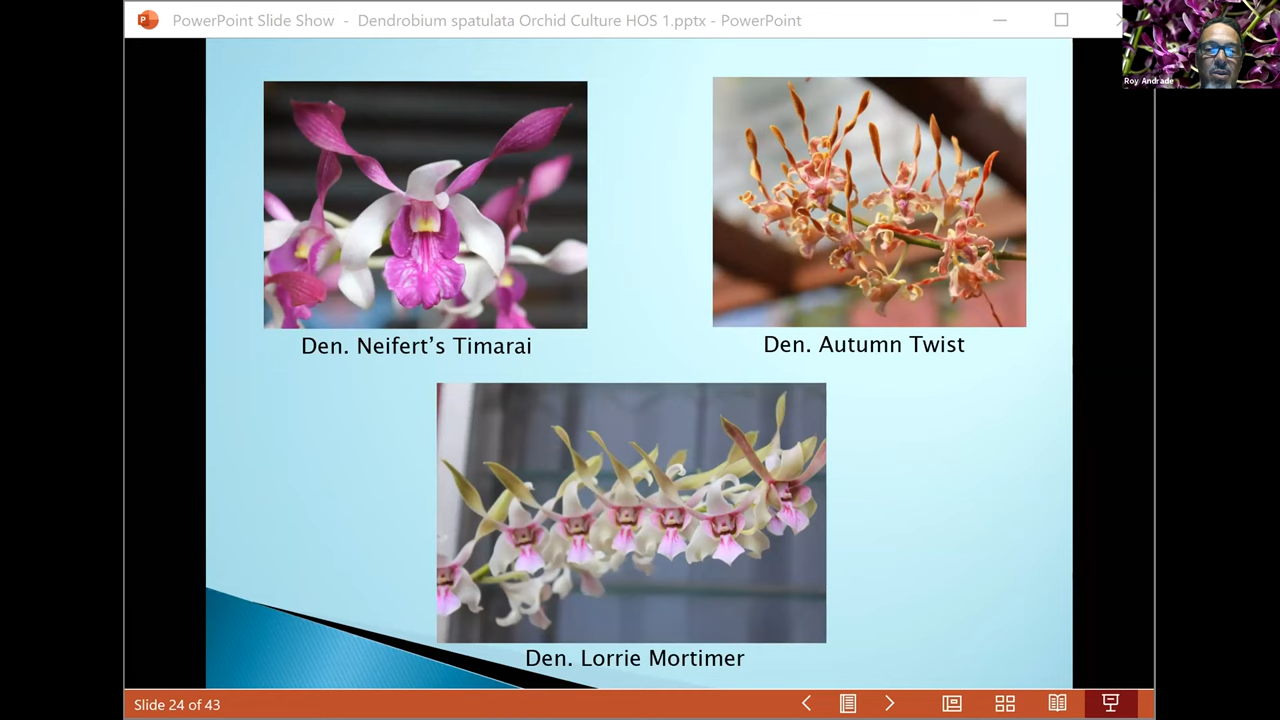 PowerPoint Slide Show - Dendrobium spatulata Orchid Culture HOS 1.pptx - PowerPoint
Roy Andrade
Den. Neifert's Timarai
Den. Autumn Twist
Den. Lorrie Mortimer
Slide 24 of 43